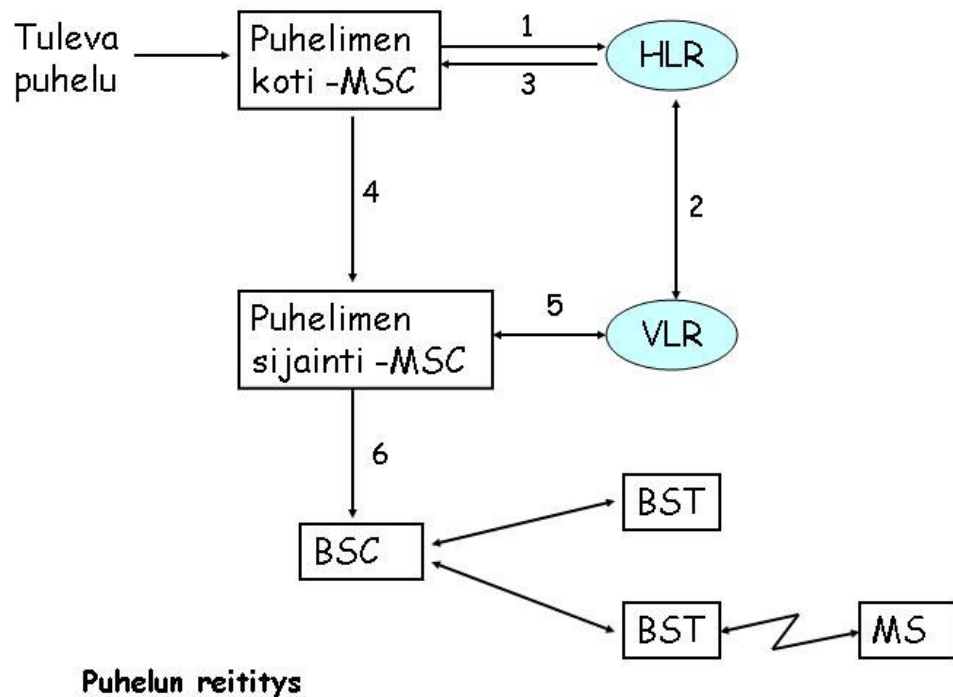 Tuleva
puhelu
Puhelimen
koti -MSC
1
3
HLR
4
2
Puhelimen
sijainti -MSC
5
VLR
6
BSC
BST
BST
MS
Puhelun reititys